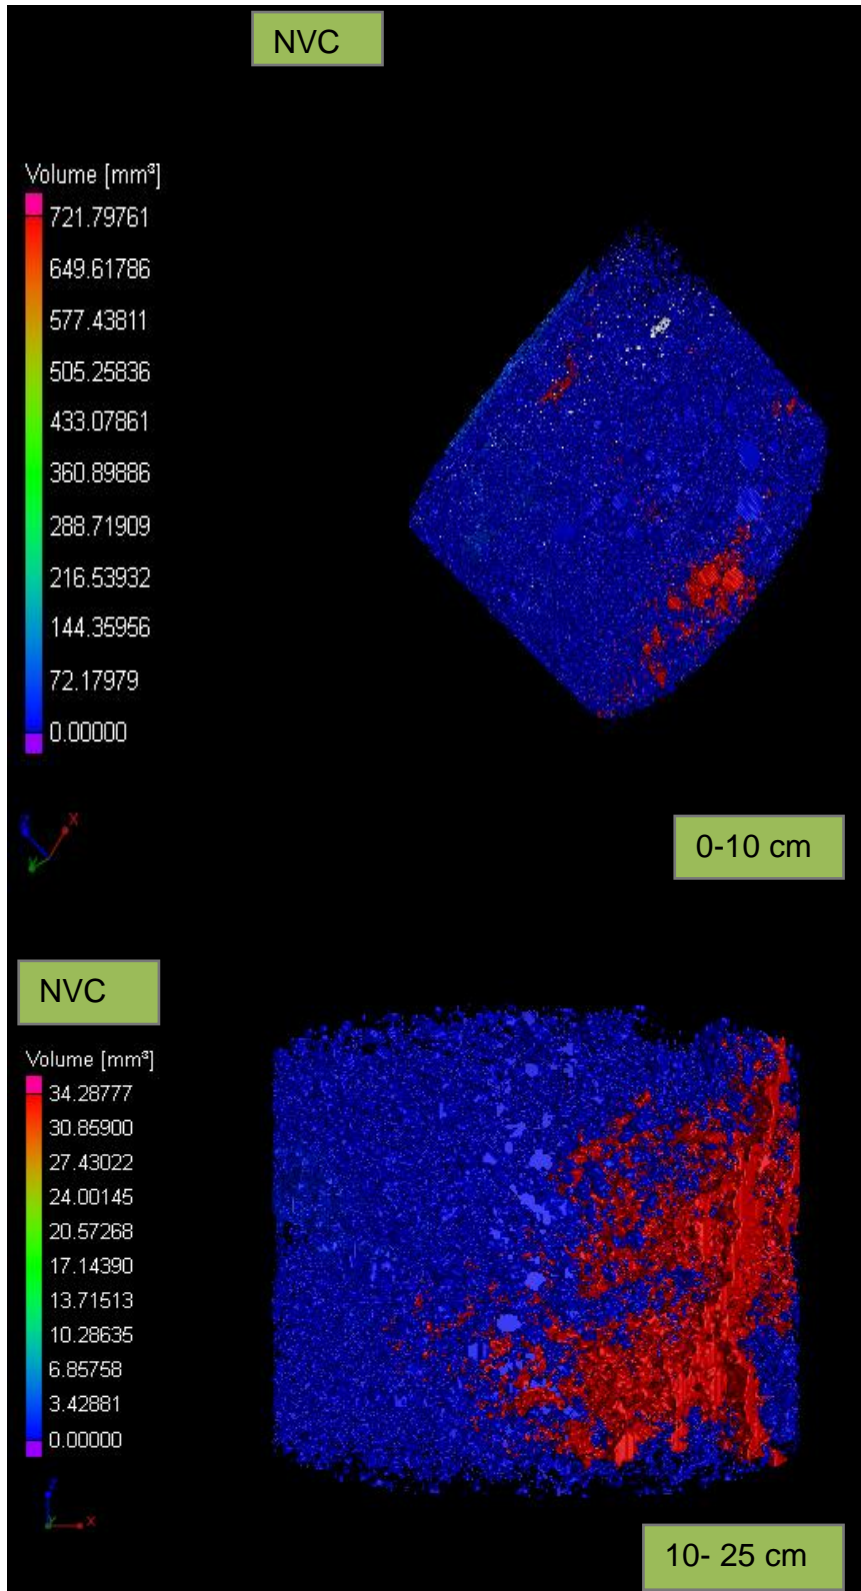 NVC
Volume [mm³]
721.79761
649.61786
577.43811
505.25836
433.07861
360.89886
288.71909
216.53932
144.35956
72.17979
0.00000
X
0-10 cm
NVC
Volume [mm³]
34.28777
30.85900
27.43022
24.00145
20.57268
17.14390
13.71513
10.28635
6.85758
3.42881
0.00000
X
10- 25 cm